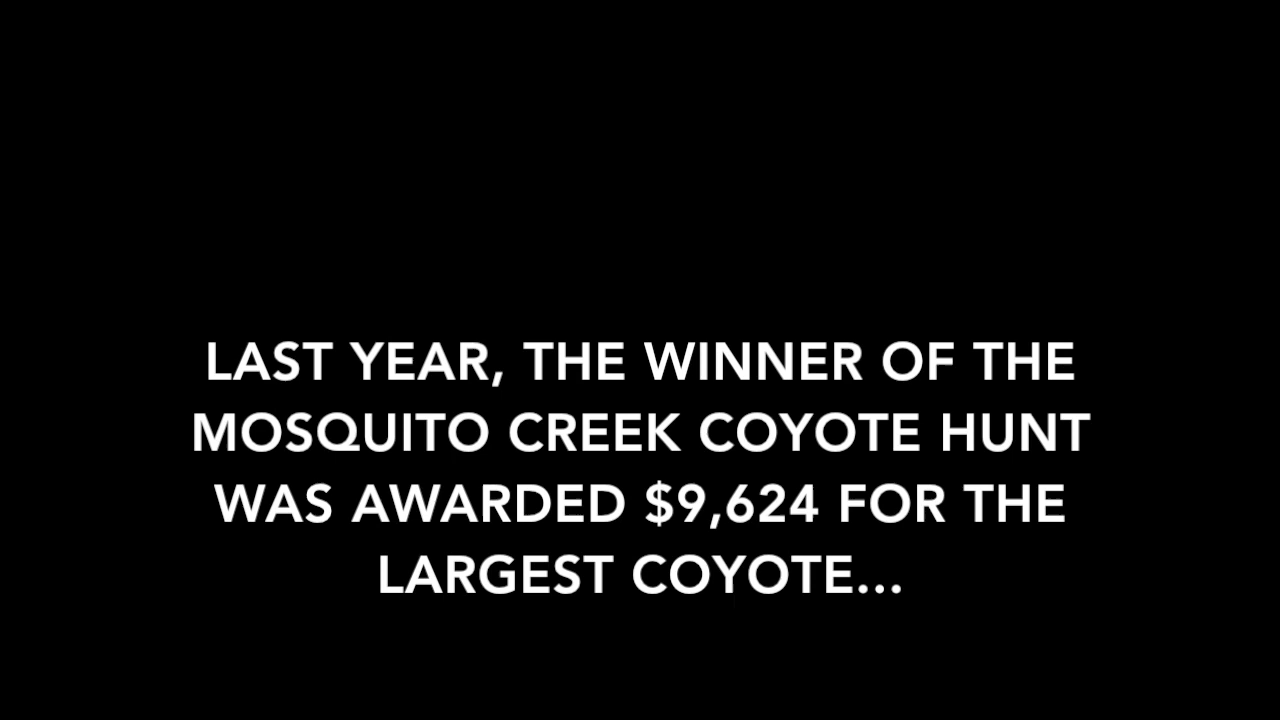 LAST YEAR, THE WINNER OF THE
MOSQUITO CREEK COYOTE HUNT
WAS AWARDED $9,624 FOR THE
LARGEST COYOTE...